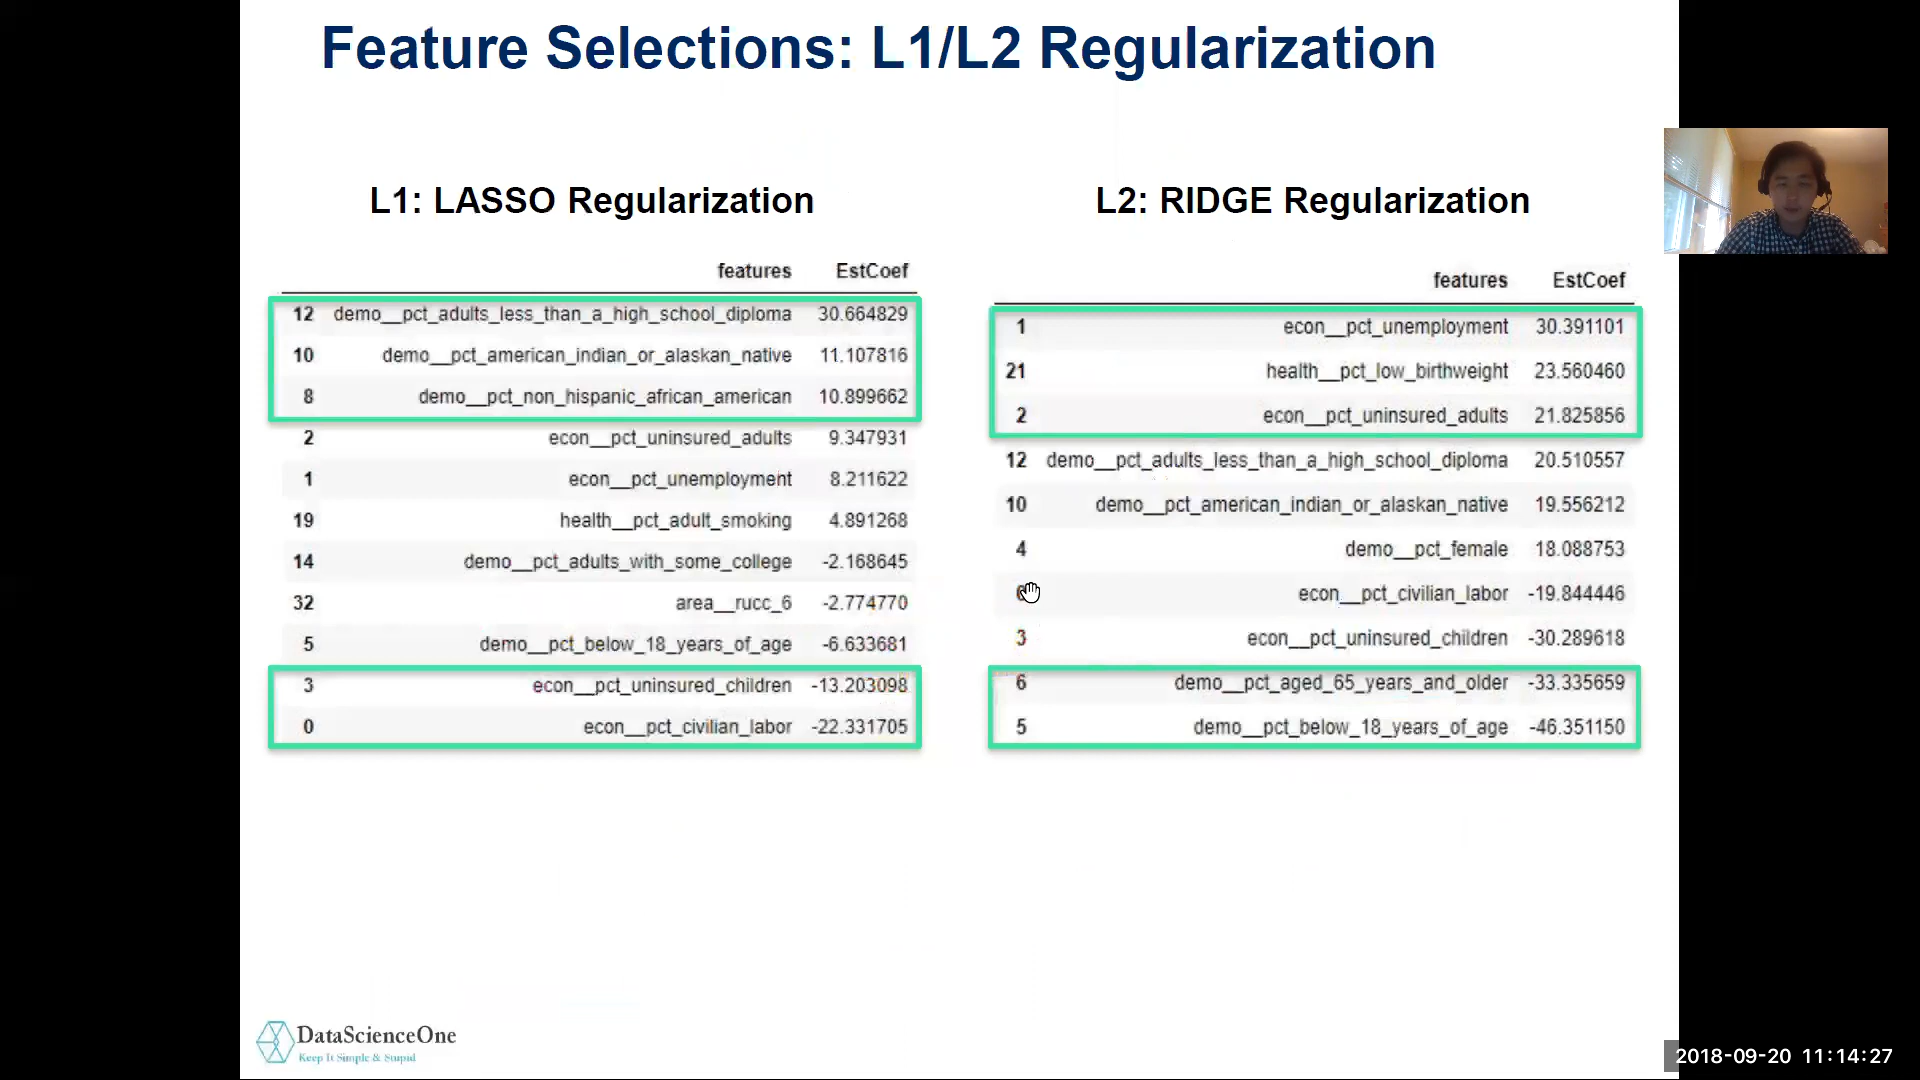 Feature Selections: L1/L2 Regularization
L1: LASSO Regularization
features EstCoef
12 demo__pct_adults_less_than_a_high_school_diploma 30.664829
10 demo__pct_american_indian_or_alaskan_native 11.107816
8 demo__pct_non_hispanic_african_american 10.899662
2 econ__pct_uninsured_adults 9.347931
1 econ__pct_unemployment 8.211622
19 health__pct_adult_smoking 4.891268
14 demo__pct_adults_with_some_college -2.168645
32 area__rucc_6 -2.774770
5 demo__pct_below_18_years_of_age -6.633681
3 econ__pct_uninsured_children -13.203098
0 econ__pct_civilian_labor -22.331705
L2: RIDGE Regularization
features EstCoef
1 econ__pct_unemployment 30.391101
21 health__pct_low_birthweight 23.560460
2 econ__pct_uninsured_adults 21.825856
12 demo__pct_adults_less_than_a_high_school_diploma 20.510557
10 demo__pct_american_indian_or_alaskan_native 19.556212
4 demo__pct_female 18.088753
econ__pct_civilian_labor -19.844446
3 econ__pct_uninsured_children -30.289618
6 demo__pct_aged_65_years_and_older -33.335659
5 demo__pct_below_18_years_of_age -46.351150
DataScienceOne
Keep It Simple & Stupid
2018-09-20 11:14:27